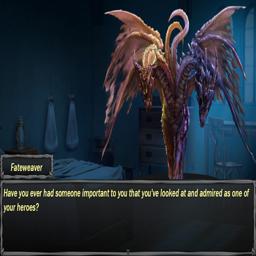 Fateweaver
Have you ever had someone important to you that you've looked at and admired as one of
your heroes?